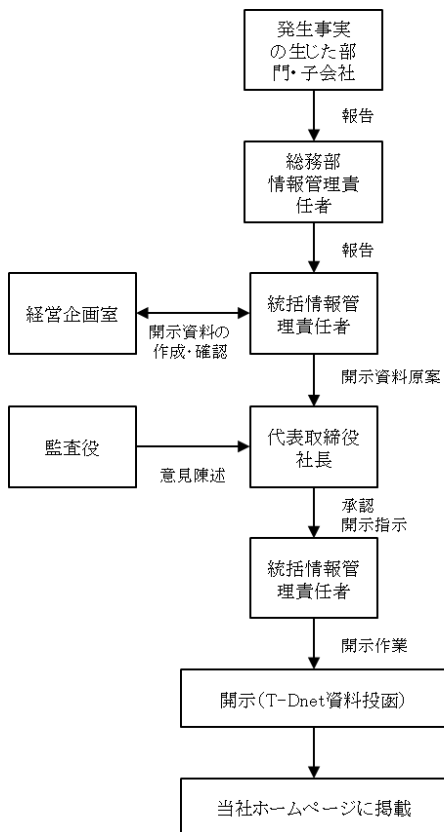 発生事実
の生じた部
門・子会社
報告
総務部
情報管理責
任者
報告
経営企画室
統括情報管
理責任者
開示資料の
作成・確認
開示資料原案
監査役
代表取締役
社長
意見陳述
承認
開示指示
統括情報管
理責任者
開示作業
開示（T-Dnet資料投函）
当社ホームページに掲載